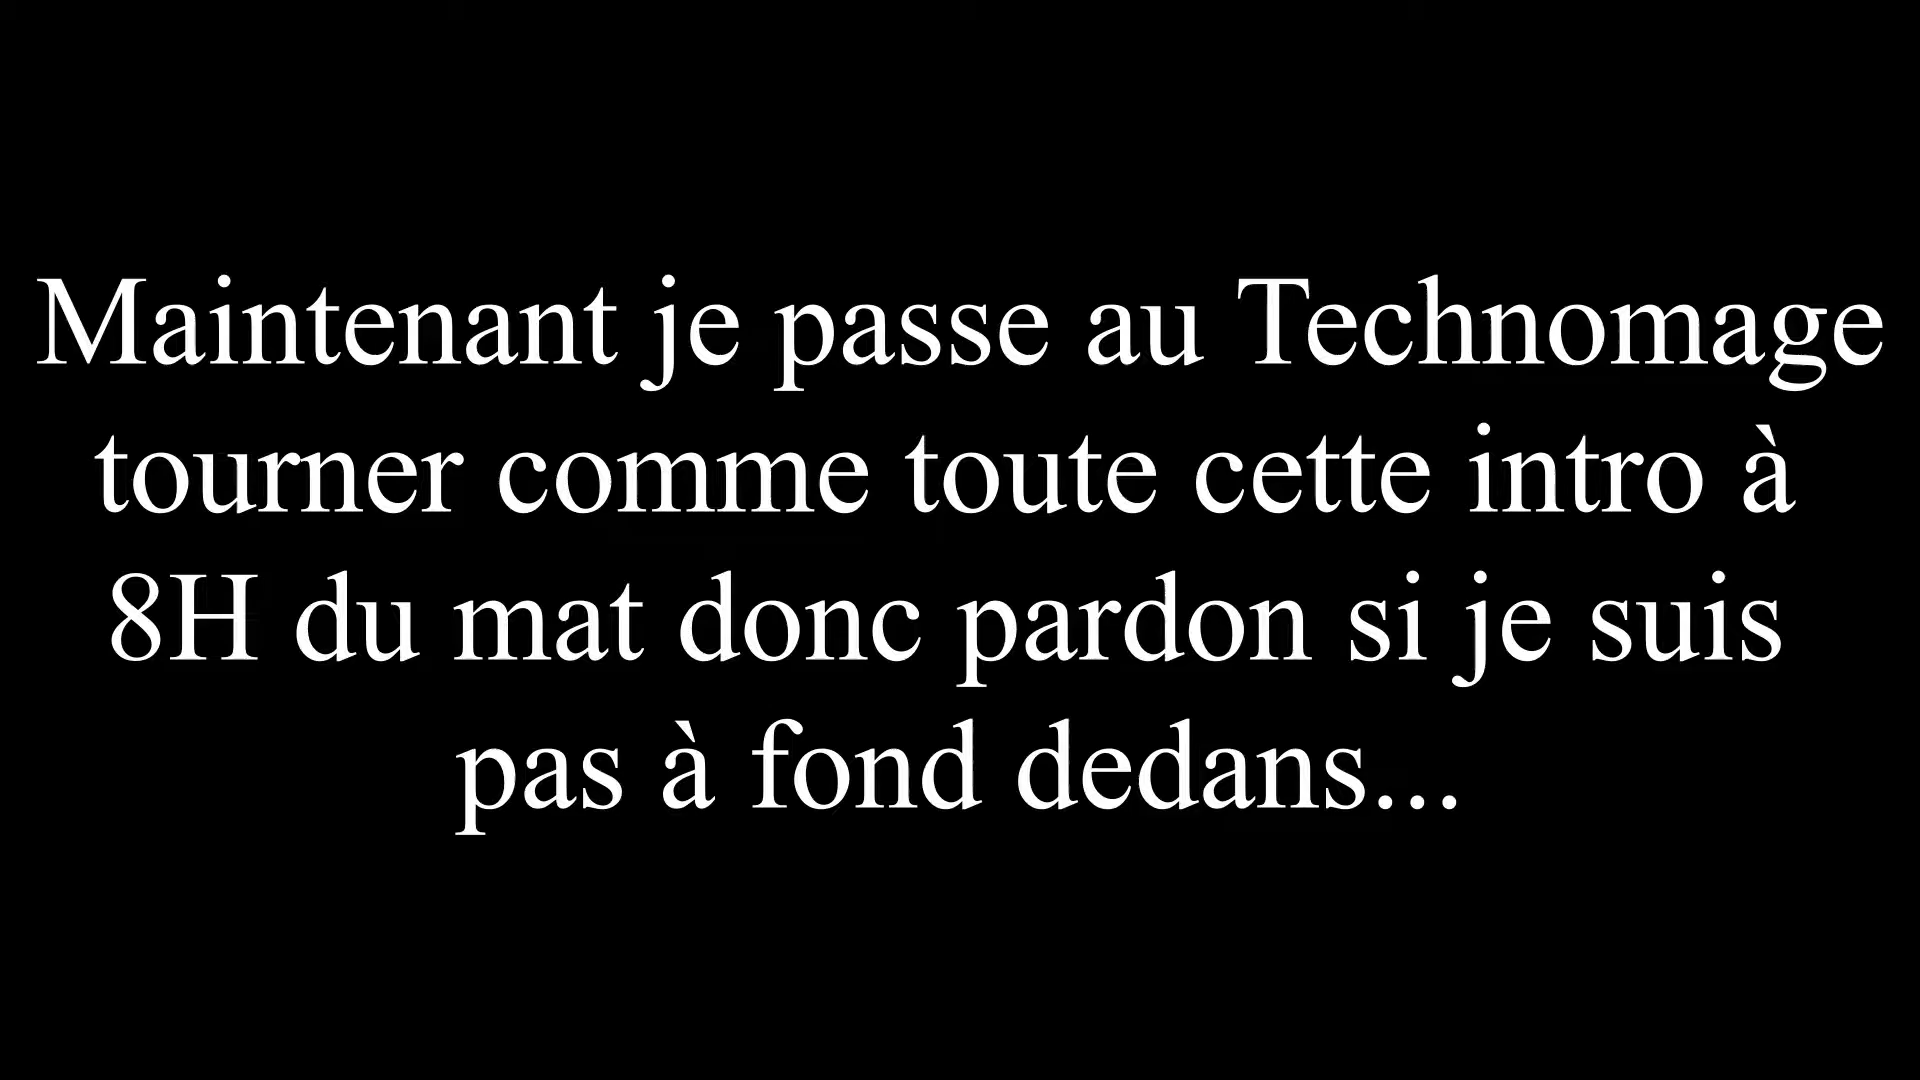 Maintenant je passe au Technomage
tourner comme toute cette intro à
8H du mat donc pardon si je suis
pas à fond dedans...